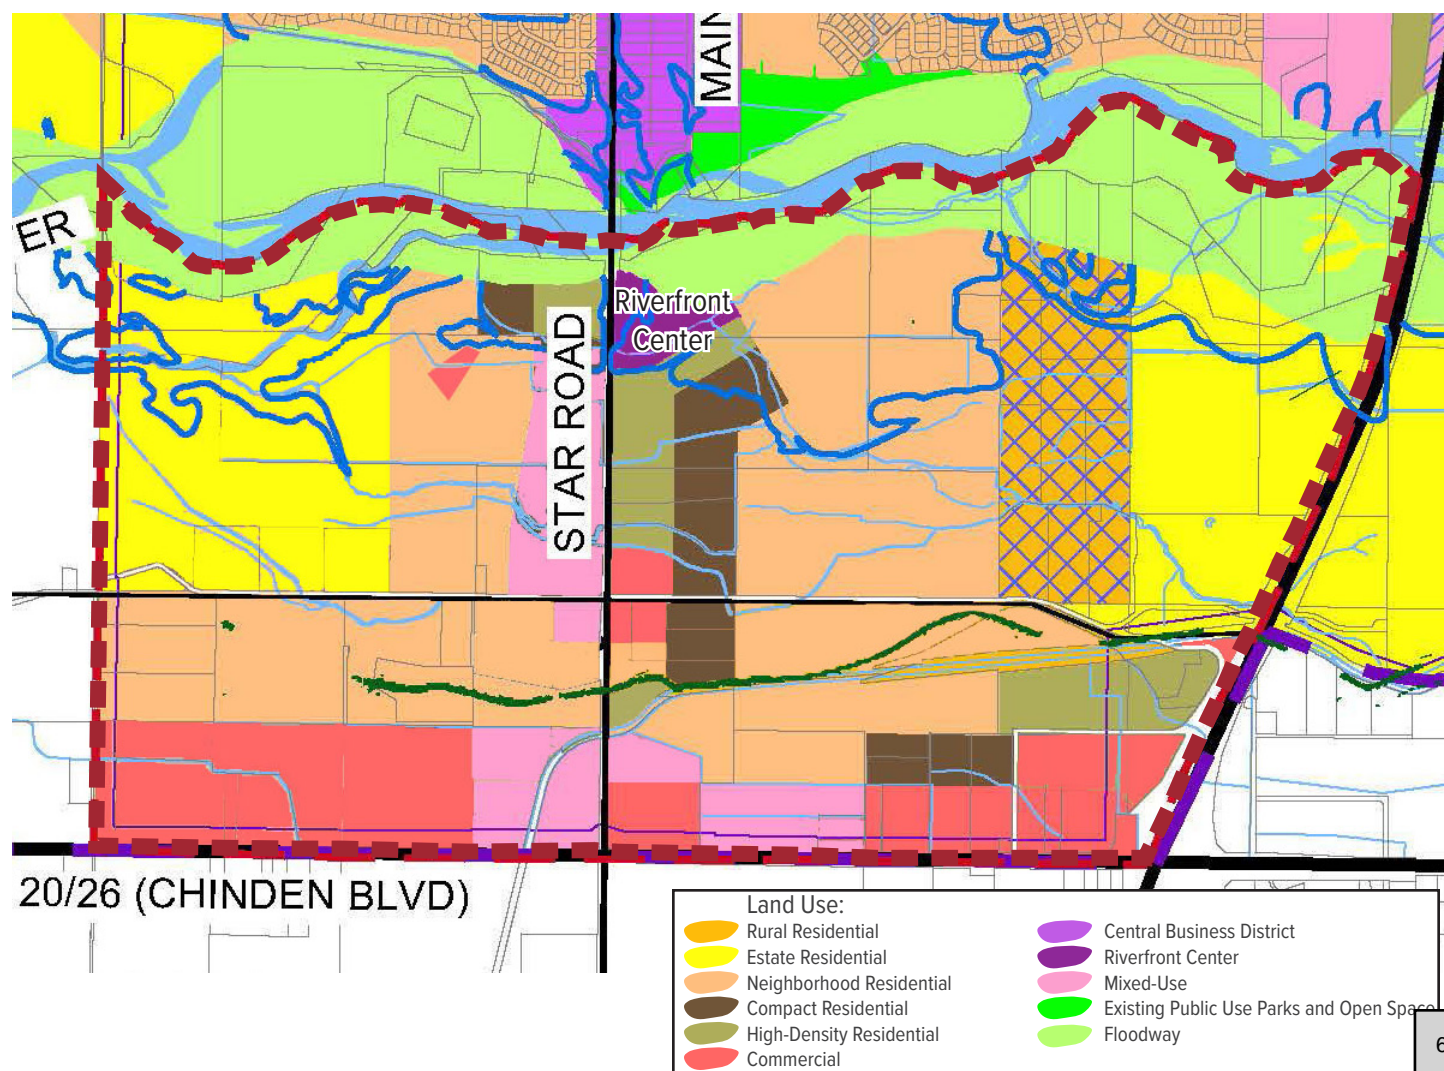 MAIN
ER
Riverfront
Center
STAR ROAD
20/26 (CHINDEN BLVD)
Land Use:
Rural Residential
Estate Residential
Neighborhood Residential
Compact Residential
High-Density Residential
Commercial
Central Business District
Riverfront Center
Mixed-Use
Existing Public Use Parks and Open Space
Floodway
6